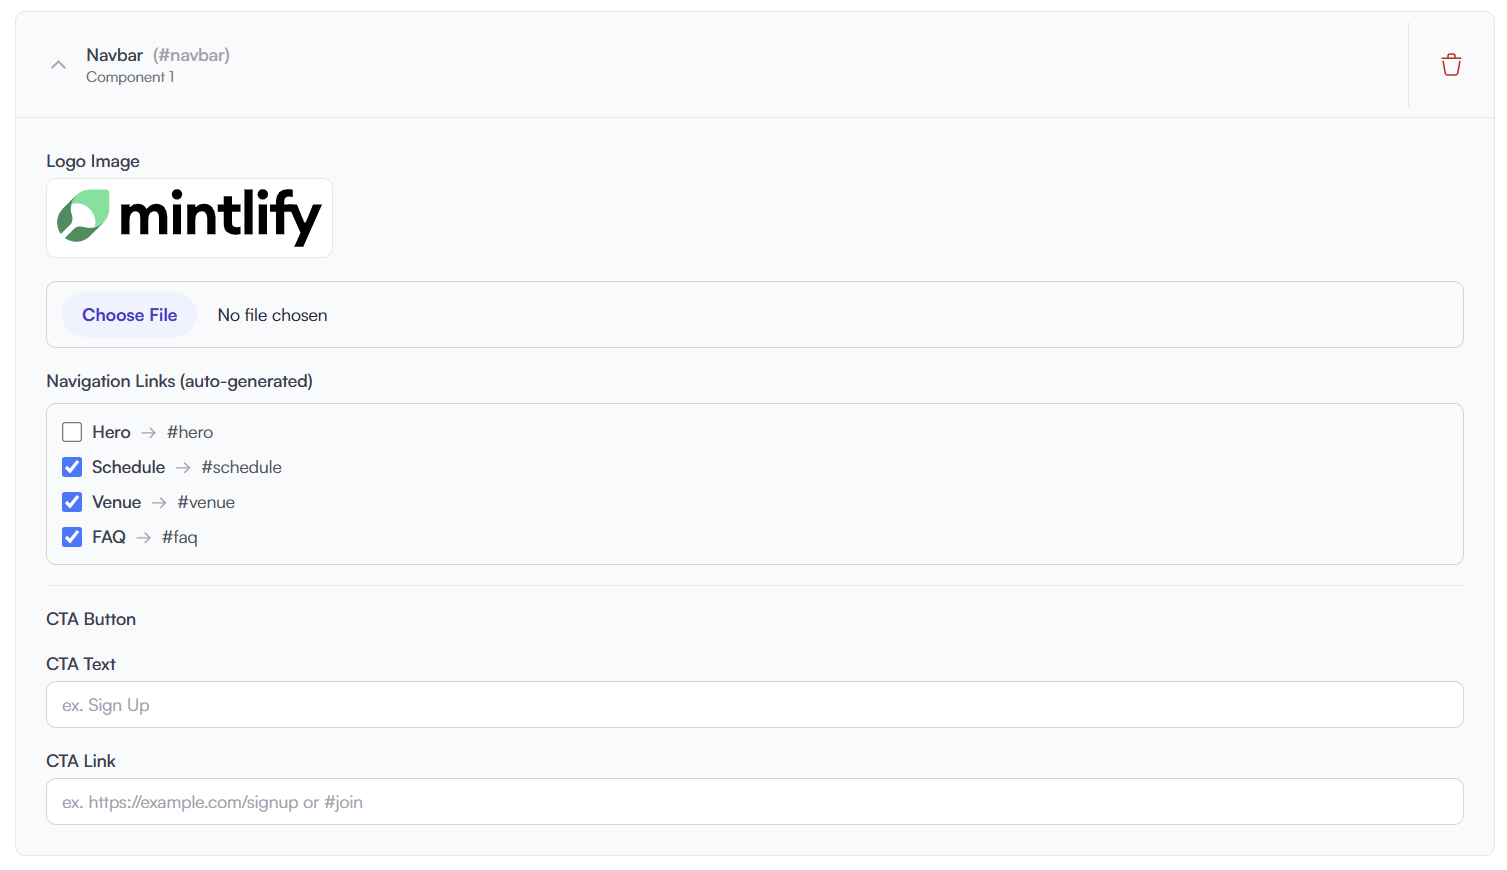 Navbar (#navbar)
Component 1
Logo Image
mintlify
Choose File No file chosen
Navigation Links (auto-generated)
Hero → #hero
Schedule → #schedule
Venue → #venue
FAQ → #faq
CTA Button
CTA Text
ex. Sign Up
CTA Link
ex. https://example.com/signup or #join